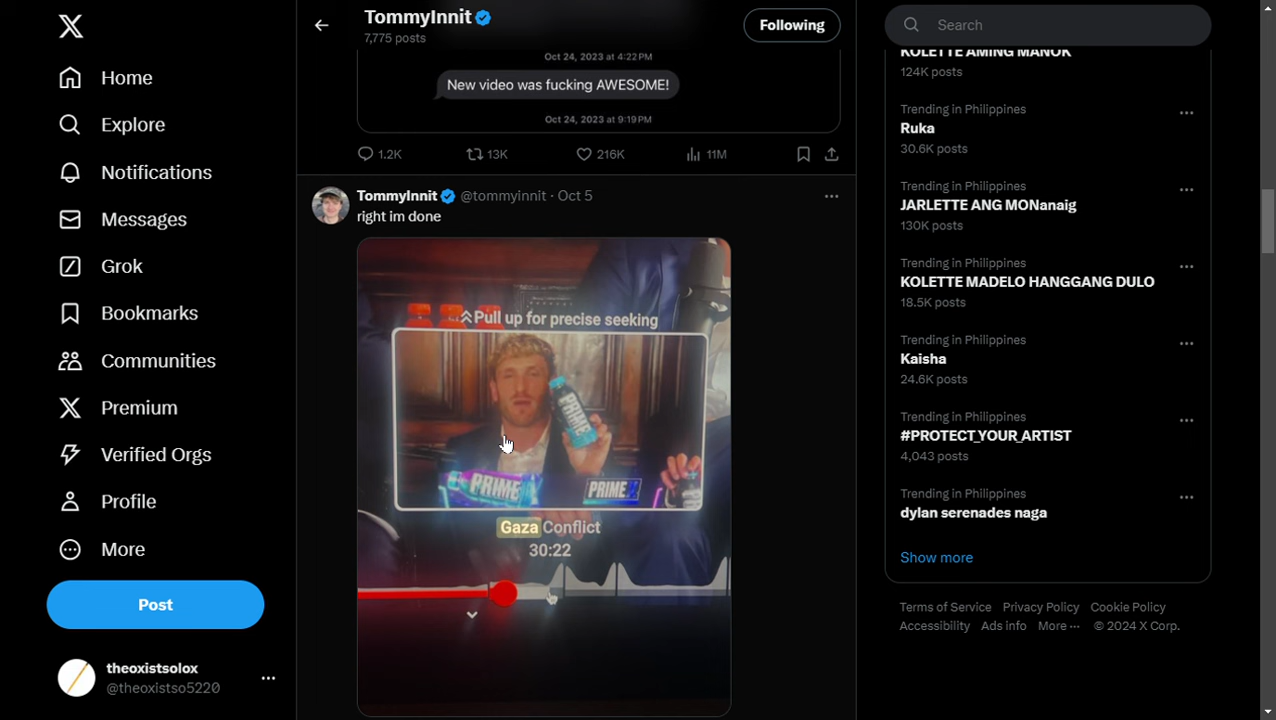 TommyInnit
7,775 posts
Following
Search
Home
Explore
Notifications
Messages
Grok
Bookmarks
Communities
Premium
Verified Orgs
Profile
More
Post
theoxistsolox
@theoxistso5220
Oct 24, 2023 at 4:22 PM
New video was fucking AWESOME!
Oct 24, 2023 at 9:19 PM
1.2K 13K 216K 11M
TommyInnit @tommyinnit · Oct 5
right im done
Pull up for precise seeking
PRIME
PRIME
PRIME
Gaza Conflict
30:22
KOLETTE AMING MANOK
124K posts
Trending in Philippines
Ruka
30.6K posts
Trending in Philippines
JARLETTE ANG MONanaig
130K posts
Trending in Philippines
KOLETTE MADELO HANGGANG DULO
18.5K posts
Trending in Philippines
Kaisha
24.6K posts
Trending in Philippines
#PROTECT_YOUR_ARTIST
4,043 posts
Trending in Philippines
dylan serenades naga
Show more
Terms of Service Privacy Policy Cookie Policy
Accessibility Ads info More ··· © 2024 X Corp.